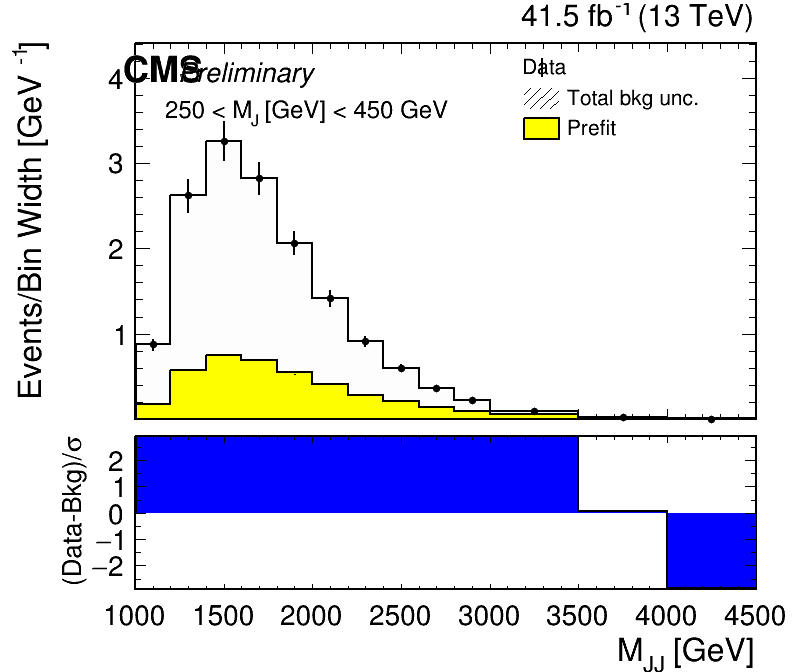 41.5 fb⁻¹ (13 TeV)
Events/Bin Width [GeV⁻¹]
CMS Preliminary
250 < M_J [GeV] < 450 GeV
Data
Total bkg unc.
Prefit
4
3
2
1
(Data-Bkg)/σ
2
1
0
−1
−2
1000 1500 2000 2500 3000 3500 4000 4500
M_JJ [GeV]